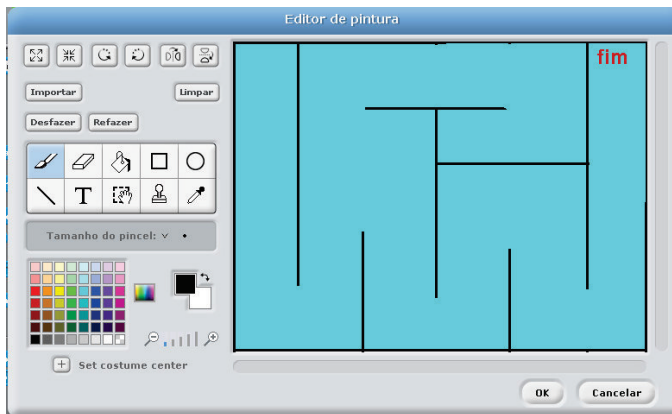 Editor de pintura
Importar
Limpar
Desfazer
Refazer
T
Tamanho do pincel:
Set costume center
fim
OK
Cancelar